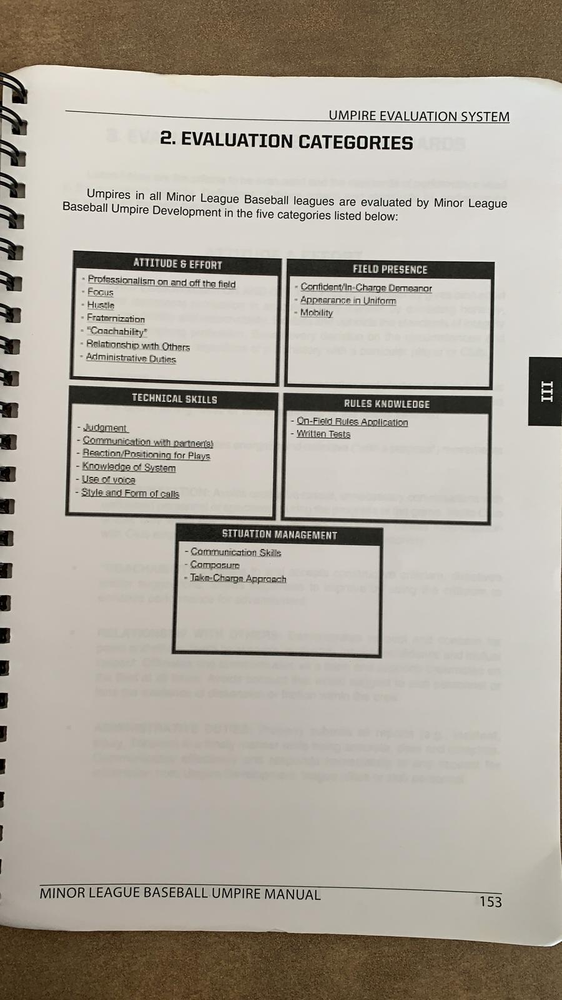 UMPIRE EVALUATION SYSTEM
2. EVALUATION CATEGORIES
Umpires in all Minor League Baseball leagues are evaluated by Minor League
Baseball Umpire Development in the five categories listed below:
ATTITUDE & EFFORT
- Professionalism on and off the field
- Focus
- Hustle
- Fraternization
- "Coachability"
- Relationship with Others
- Administrative Duties
FIELD PRESENCE
- Confident/In-Charge Demeanor
- Appearance in Uniform
- Mobility
III
TECHNICAL SKILLS
- Judgment
- Communication with partner(s)
- Reaction/Positioning for Plays
- Knowledge of System
- Use of voice
- Style and Form of calls
RULES KNOWLEDGE
- On-Field Rules Application
- Written Tests
SITUATION MANAGEMENT
- Communication Skills
- Composure
- Take-Charge Approach
MINOR LEAGUE BASEBALL UMPIRE MANUAL
153